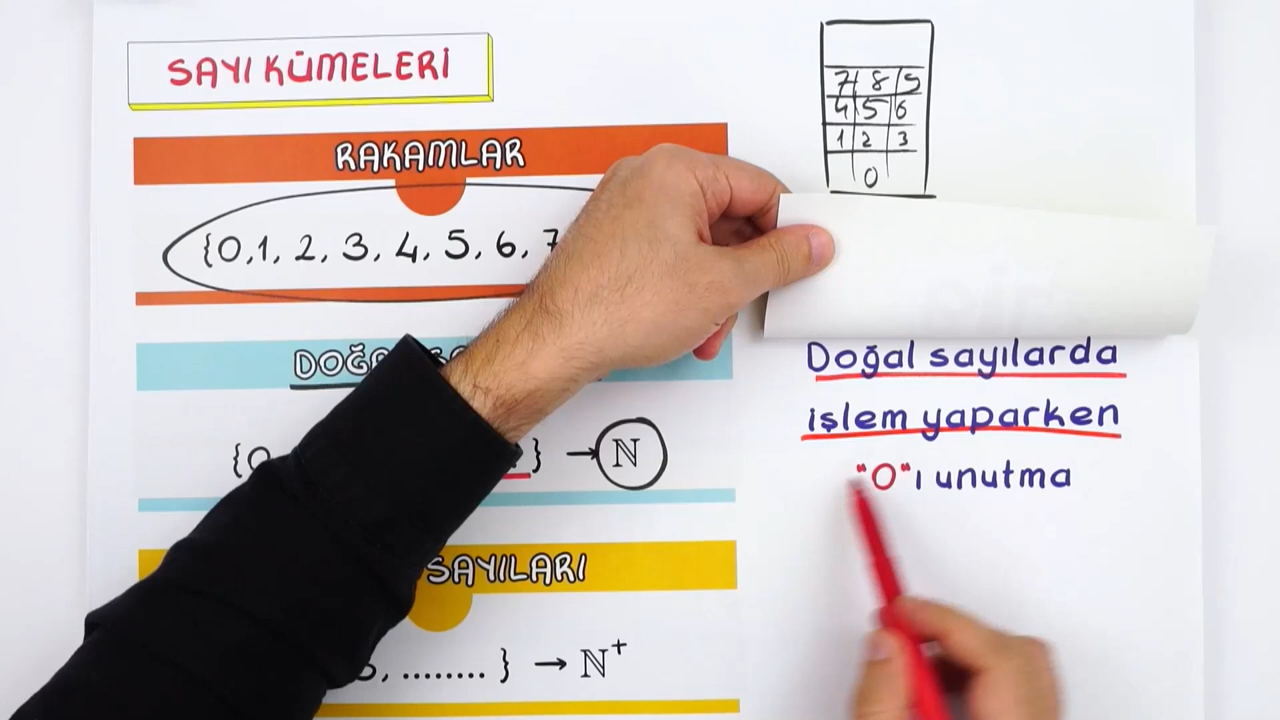 SAYI KÜMELERİ
RAKAMLAR
{0,1, 2, 3, 4, 5, 6, 7
7 8 9
4 5 6
1 2 3
0
{0 } → N
SAYILARI
, ........ } → N⁺
Doğal sayılarda
işlem yaparken
"0"ı unutma